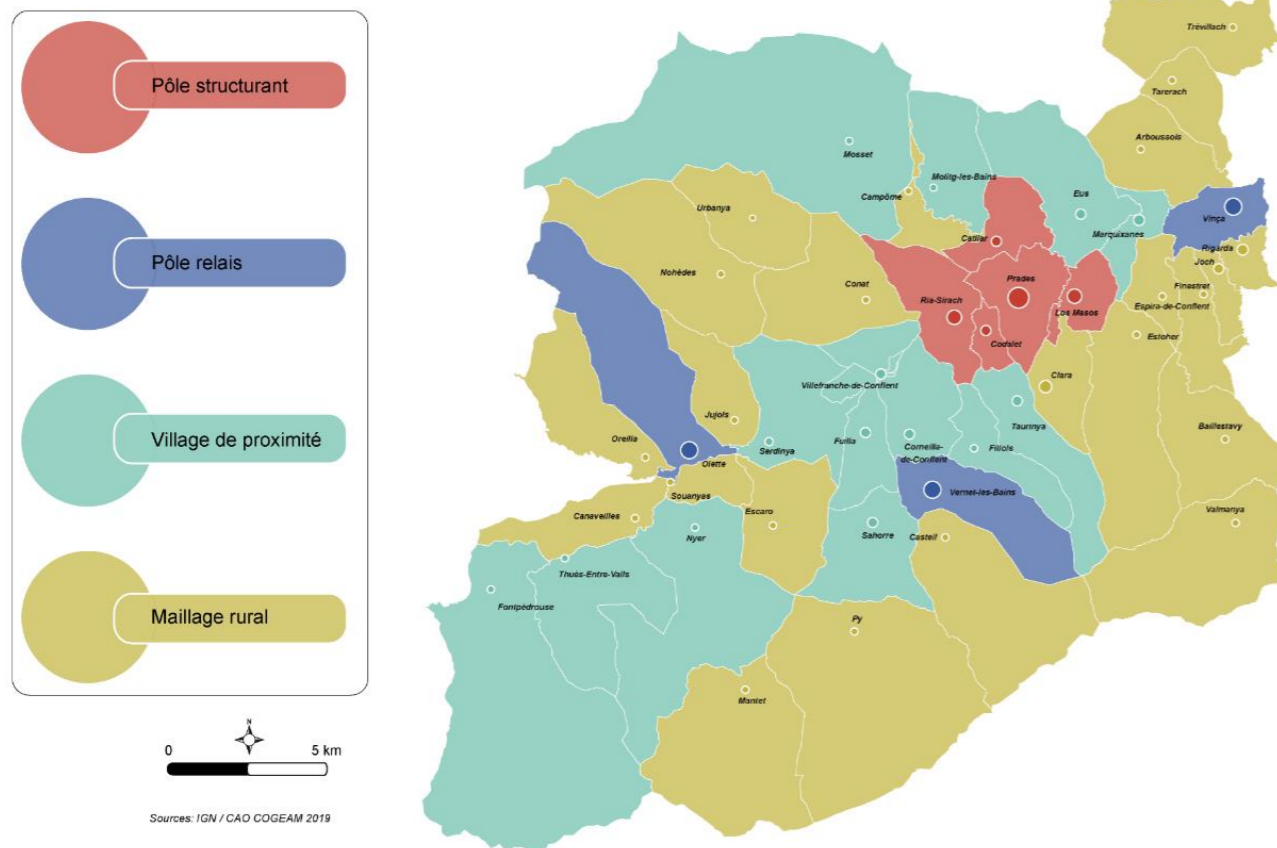 Pôle structurant
Pôle relais
Village de proximité
Maillage rural
N
0 5 km
Sources: IGN / CAO COGEAM 2019
Trévillach
Tarerach
Arboussols
Mosset
Molitg-les-Bains
Campôme
Eus
Marquixanes
Vinça
Urbanya
Catllar
Rigarda
Joch
Nohèdes
Conat
Prades
Finestret
Ria-Sirach
Los Masos
Espira-de-Conflent
Codalet
Estoher
Villefranche-de-Conflent
Clara
Jujols
Taurinya
Baillestavy
Oreilla
Serdinya
Fuilla
Corneilla-
de-Conflent
Fillols
Olette
Souanyas
Vernet-les-Bains
Canaveilles
Escaro
Valmanya
Nyer
Sahorre
Casteil
Thuès-Entre-Valls
Fontpédrouse
Py
Mantet